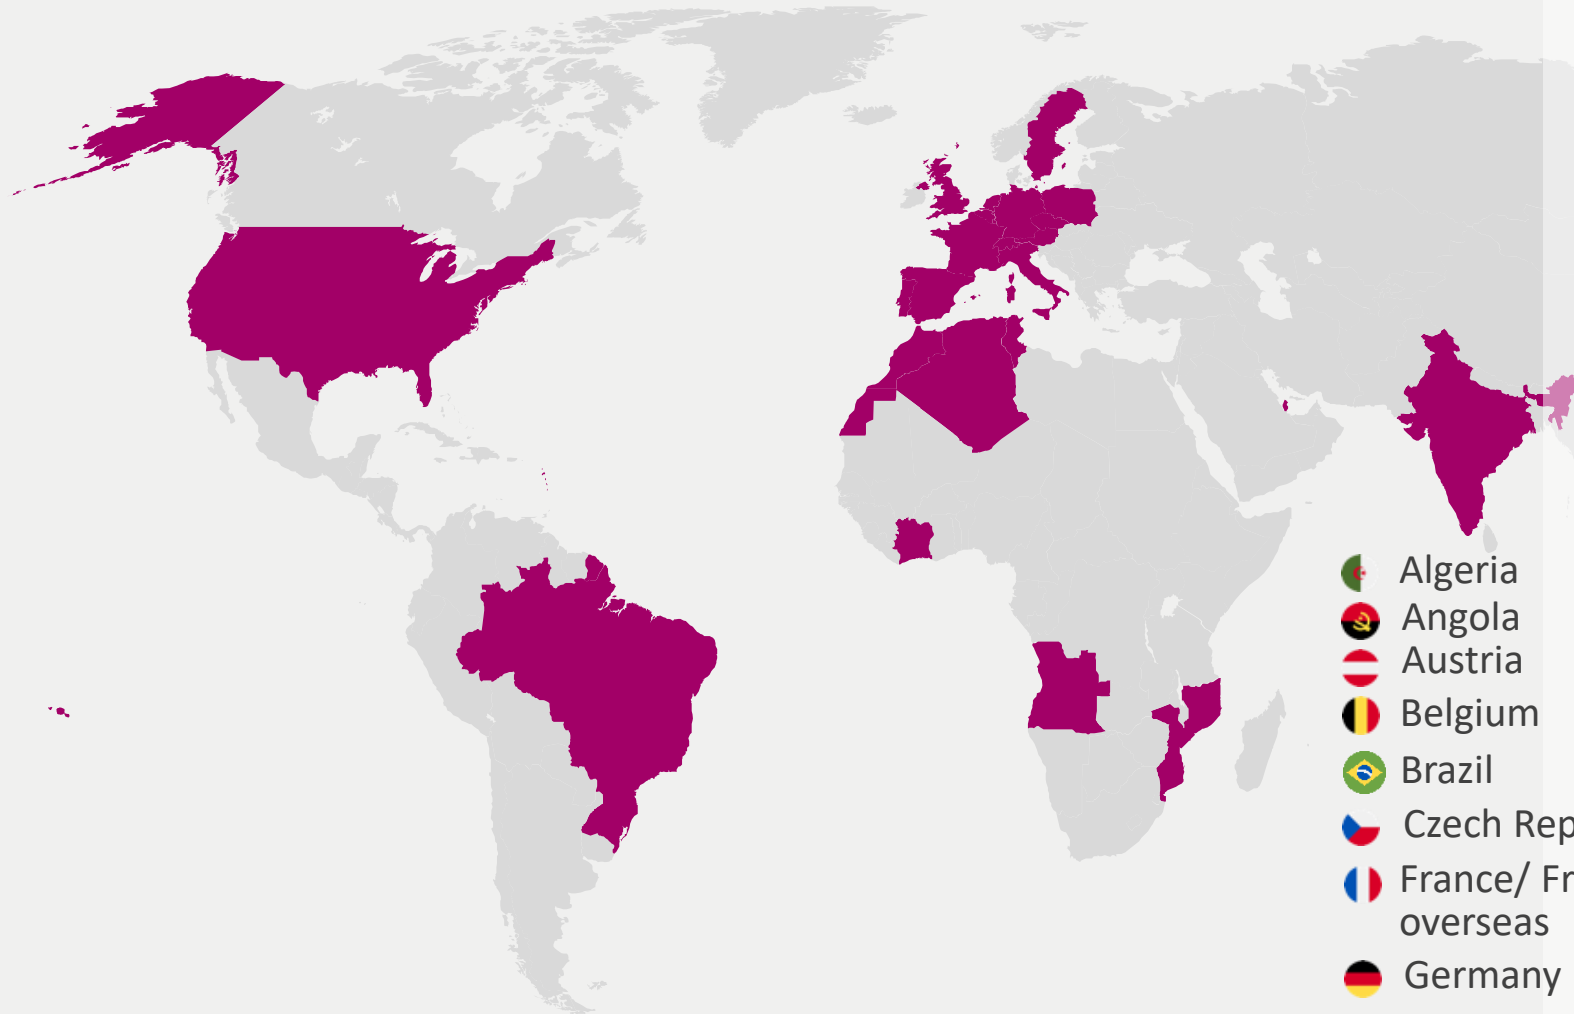 Algeria
Angola
Austria
Belgium
Brazil
Czech Rep
France/ Fr
overseas
Germany